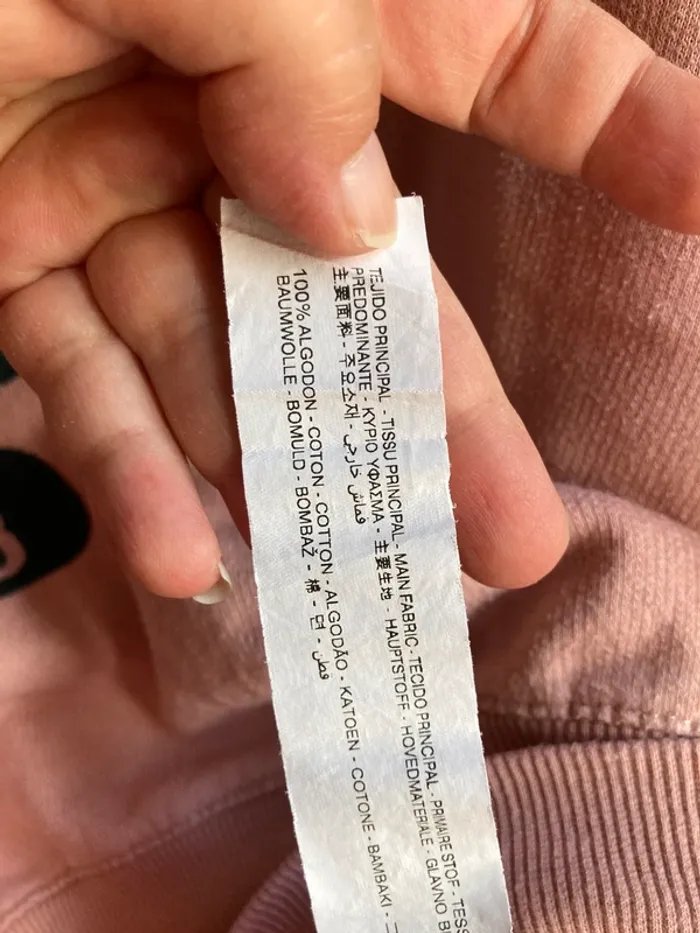 TEJIDO PRINCIPAL - TISSU PRINCIPAL - MAIN FABRIC - TECIDO PRINCIPAL - PRIMAIRE STOF -
PREDOMINANTE - ΚΥΡΙΟ ΥΦΑΣΜΑ - 主要生地 - HAUPTSTOFF - HOVEDMATERIALE - GLAVNO
主要面料 - 주요소재 - قماش خارجي
100% ALGODON - COTON - COTTON - ALGODÃO - KATOEN - COTONE - BAMBAKI -
BAUMWOLLE - BOMULD - BOMBAŽ - 棉 - 면 - قطن